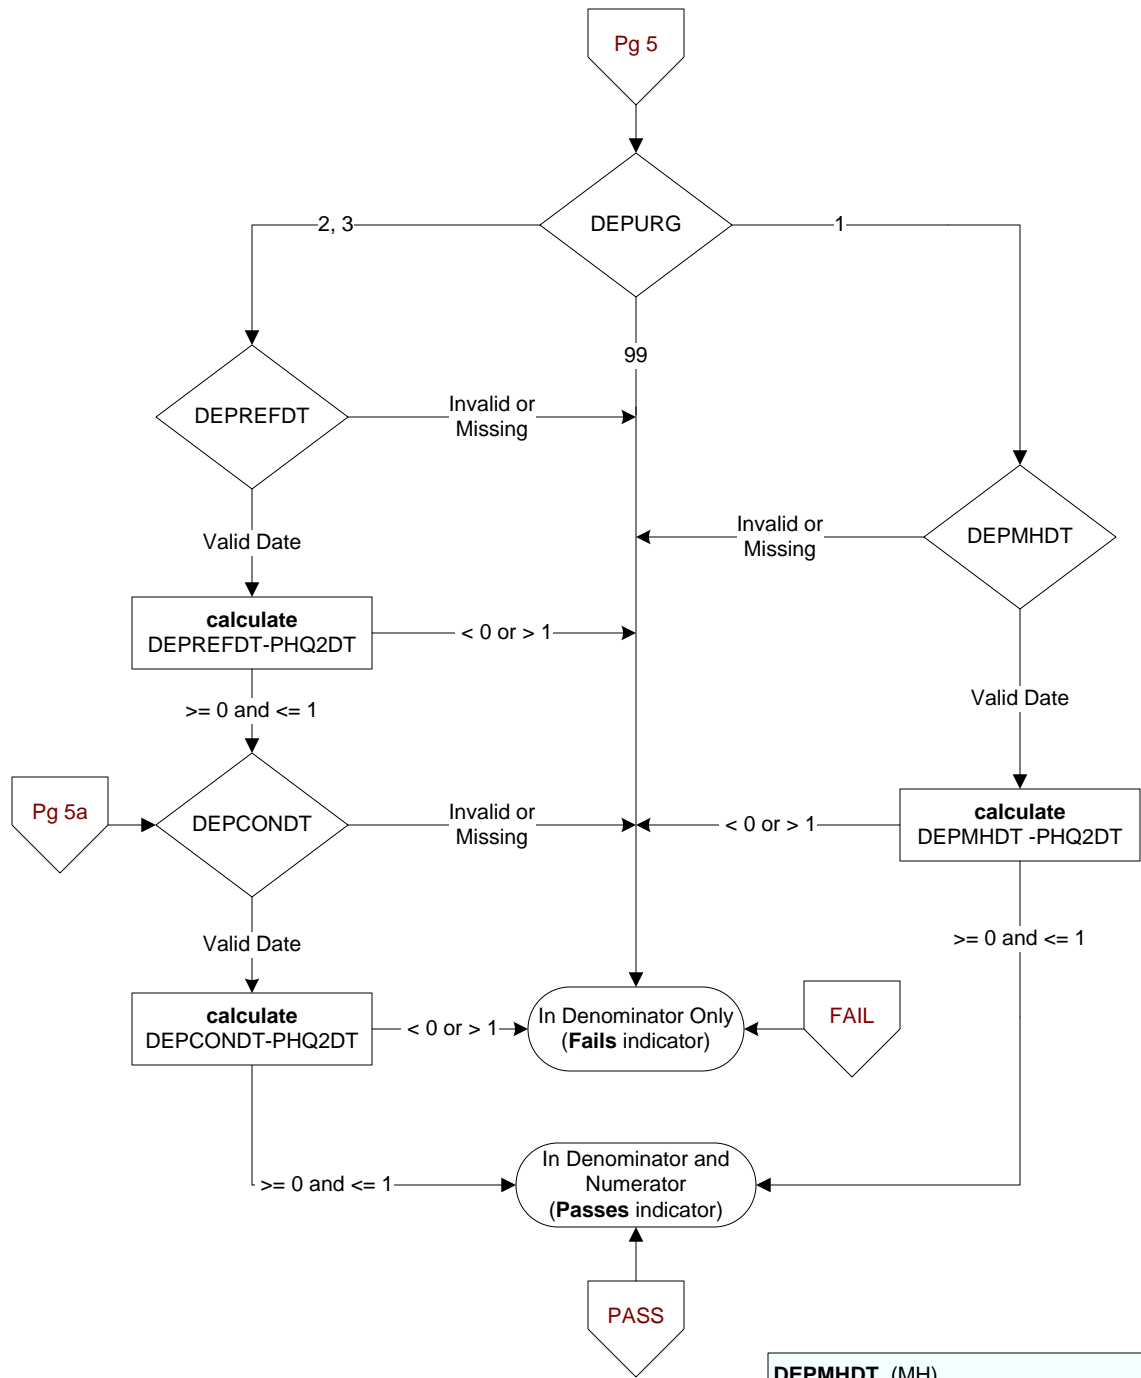 Pg 5
DEPURG
2, 3
1
99
DEPREFDT
Invalid or
Missing
Valid Date
Invalid or
Missing
DEPMHDT
calculate
DEPREFDT-PHQ2DT
< 0 or > 1
>= 0 and <= 1
Valid Date
Pg 5a
DEPCONDT
Invalid or
Missing
< 0 or > 1
calculate
DEPMHDT -PHQ2DT
Valid Date
>= 0 and <= 1
calculate
DEPCONDT-PHQ2DT
< 0 or > 1
In Denominator Only
(Fails indicator)
FAIL
>= 0 and <= 1
In Denominator and
Numerator
(Passes indicator)
PASS
DEPMHDT (MH)